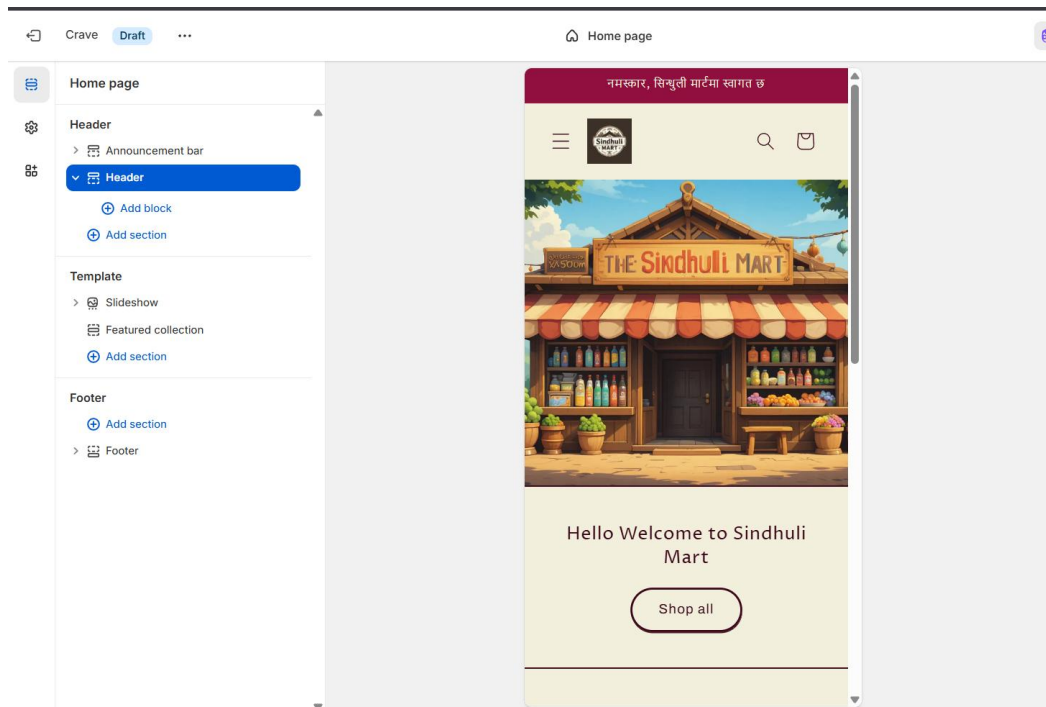 Crave Draft ...
Home page
Home page
Header
Announcement bar
Header
Add block
Add section
Template
Slideshow
Featured collection
Add section
Footer
Add section
Footer
नमस्कार, सिन्धुली मार्टमा स्वागत छ
Sindhuli
MART
THE SINdhULi MART
Hello Welcome to Sindhuli
Mart
Shop all